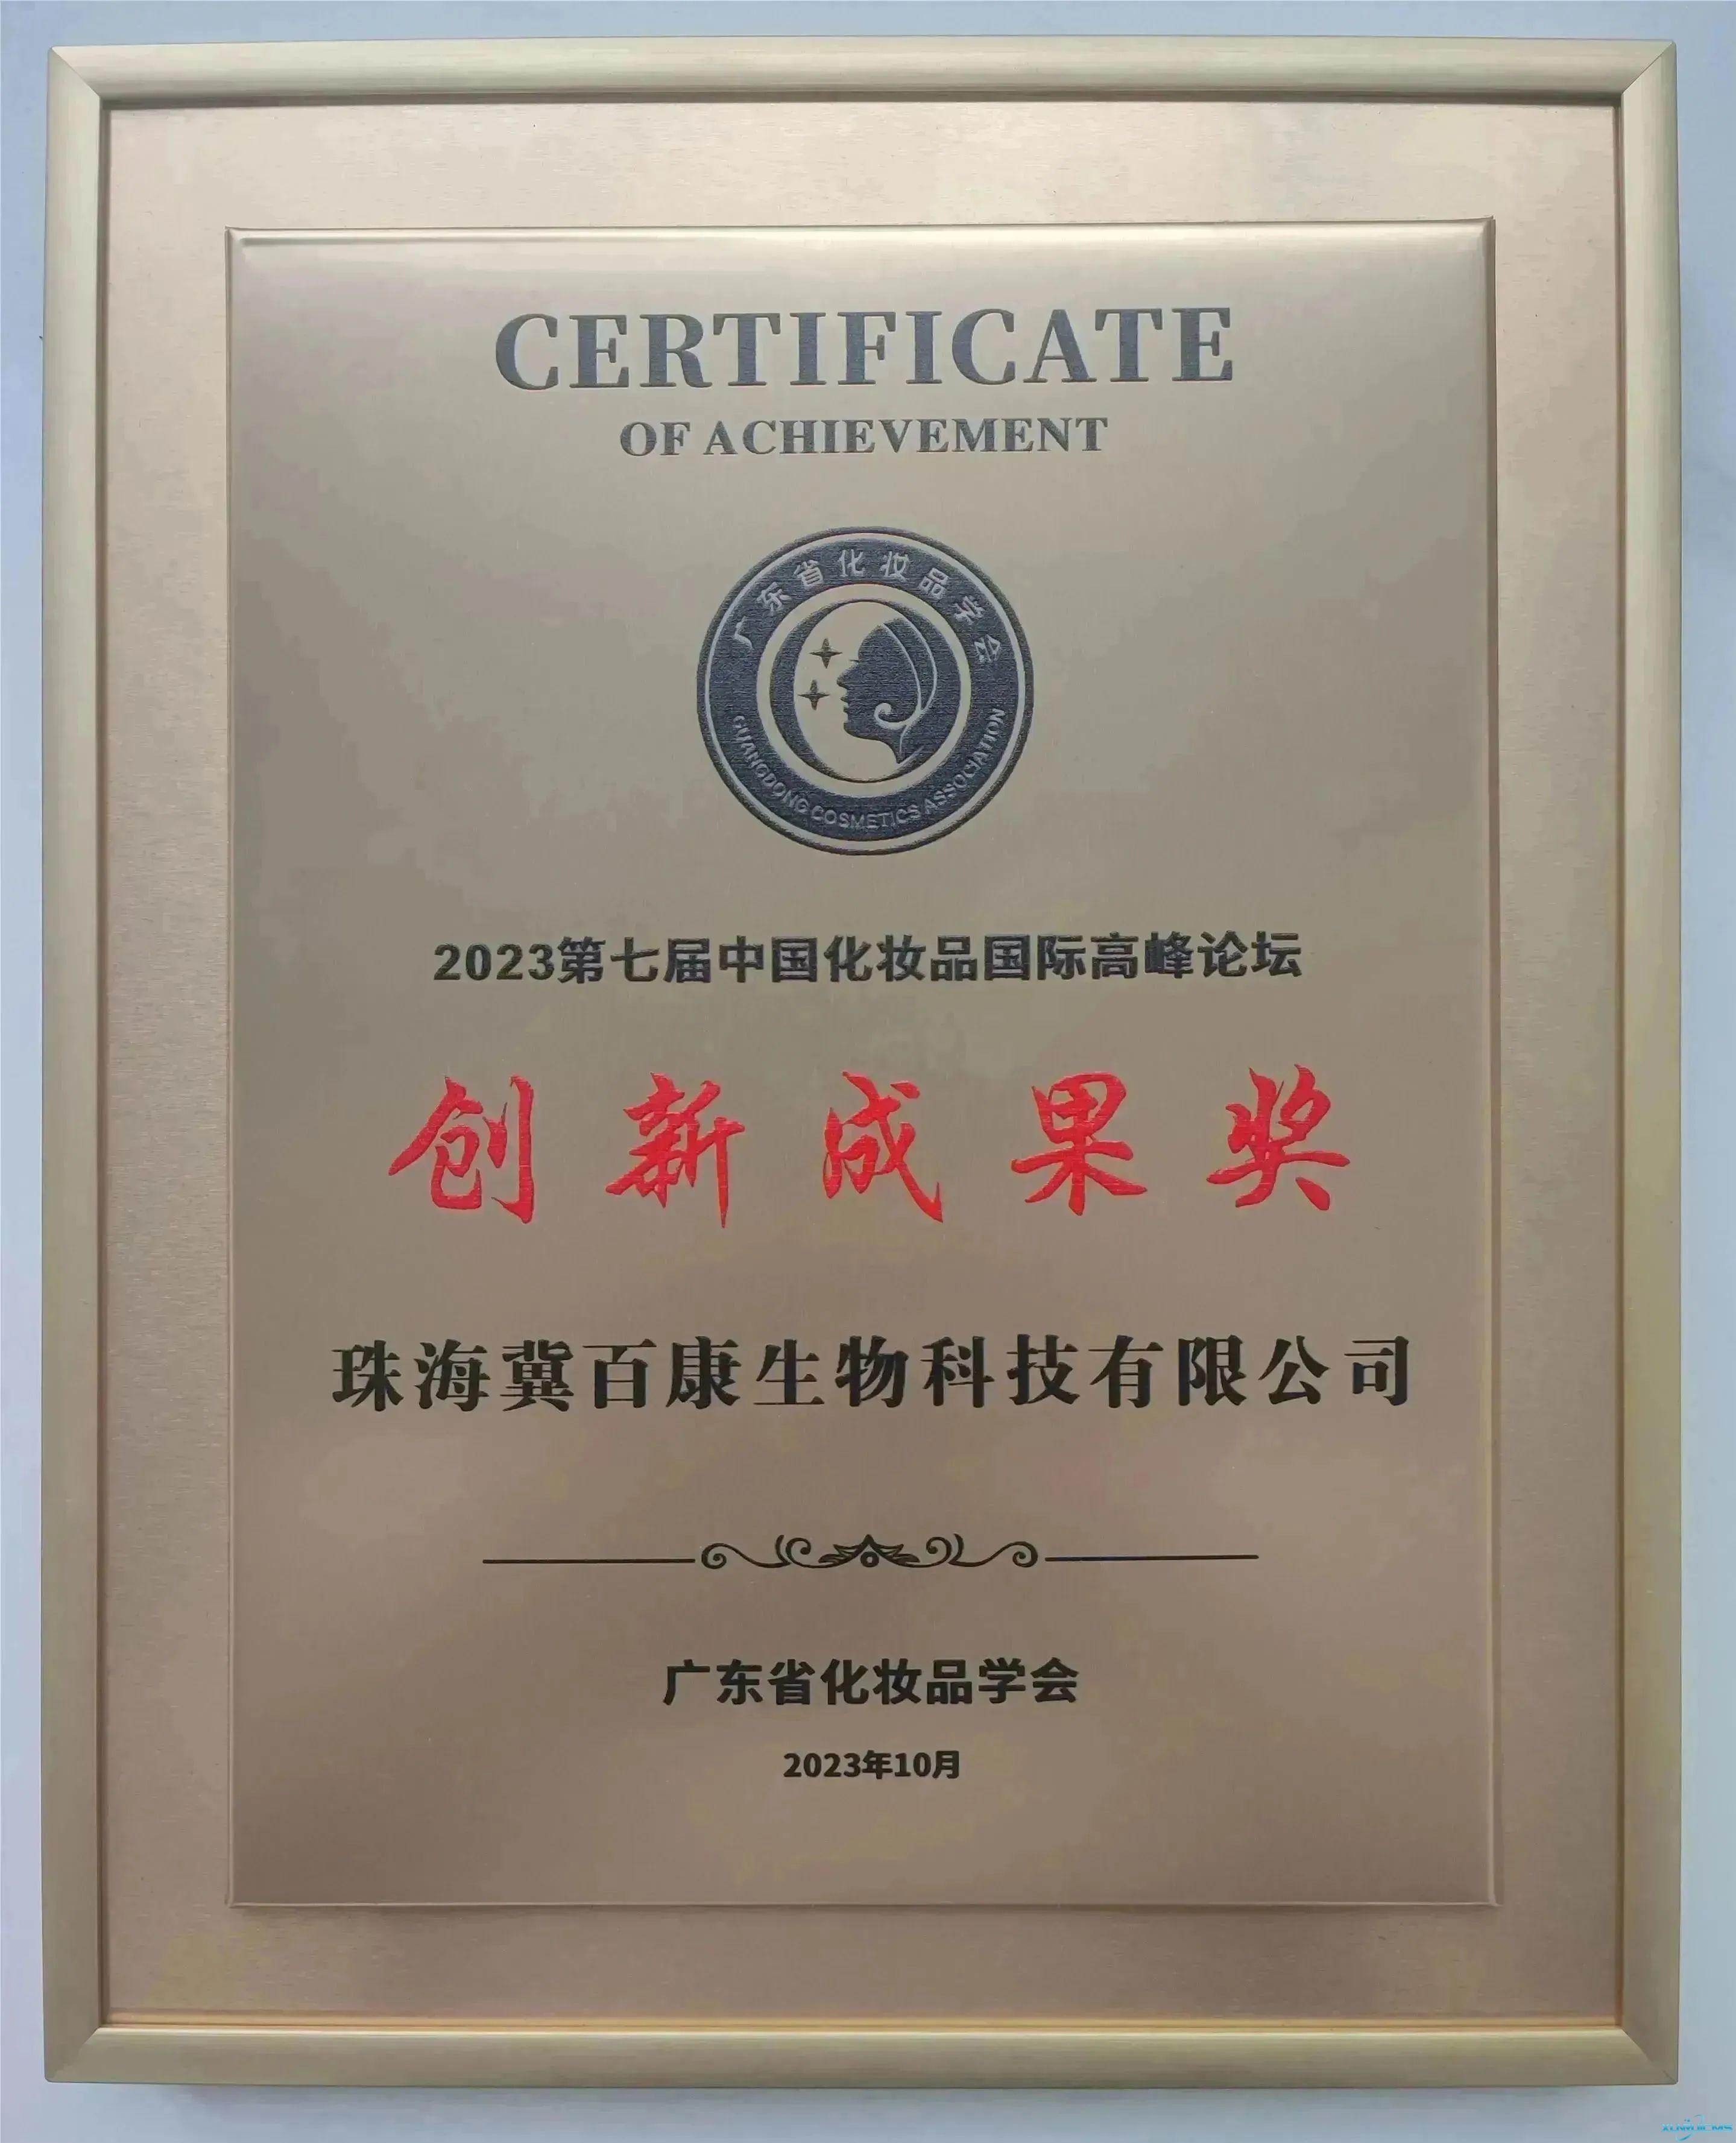 CERTIFICATE
OF ACHIEVEMENT
广东省化妆品学会
GUANGDONG COSMETICS ASSOCIATION
2023第七届中国化妆品国际高峰论坛
创新成果奖
珠海冀百康生物科技有限公司
广东省化妆品学会
2023年10月